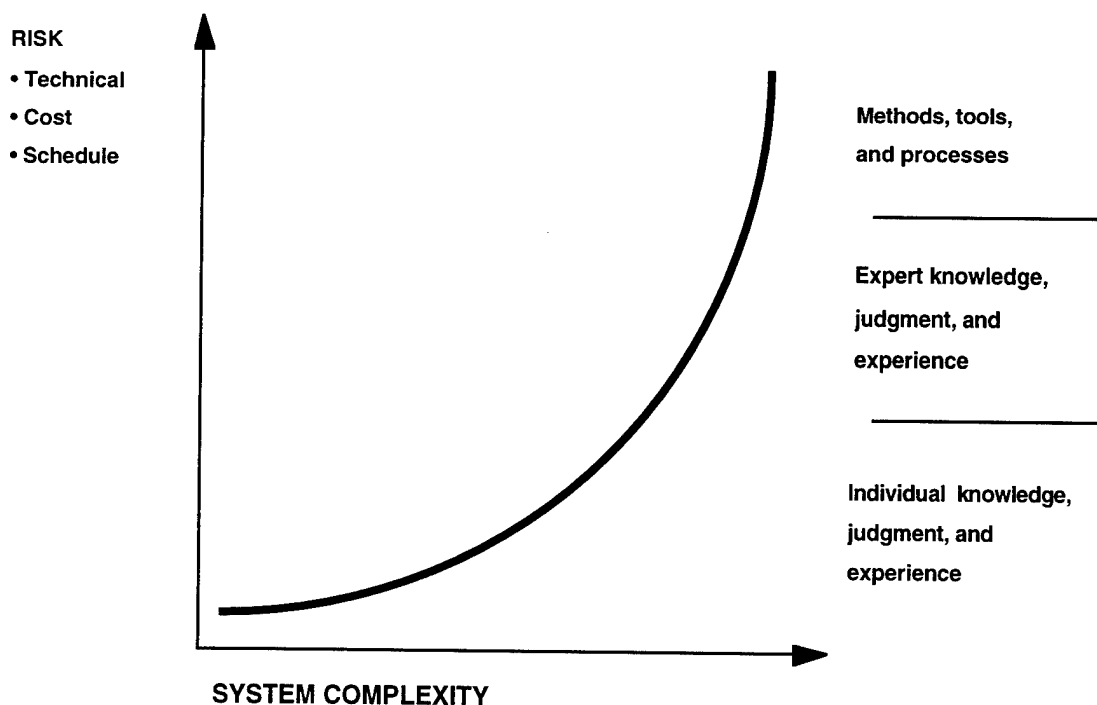 RISK
• Technical
• Cost
• Schedule
Methods, tools,
and processes
Expert knowledge,
judgment, and
experience
Individual knowledge,
judgment, and
experience
SYSTEM COMPLEXITY